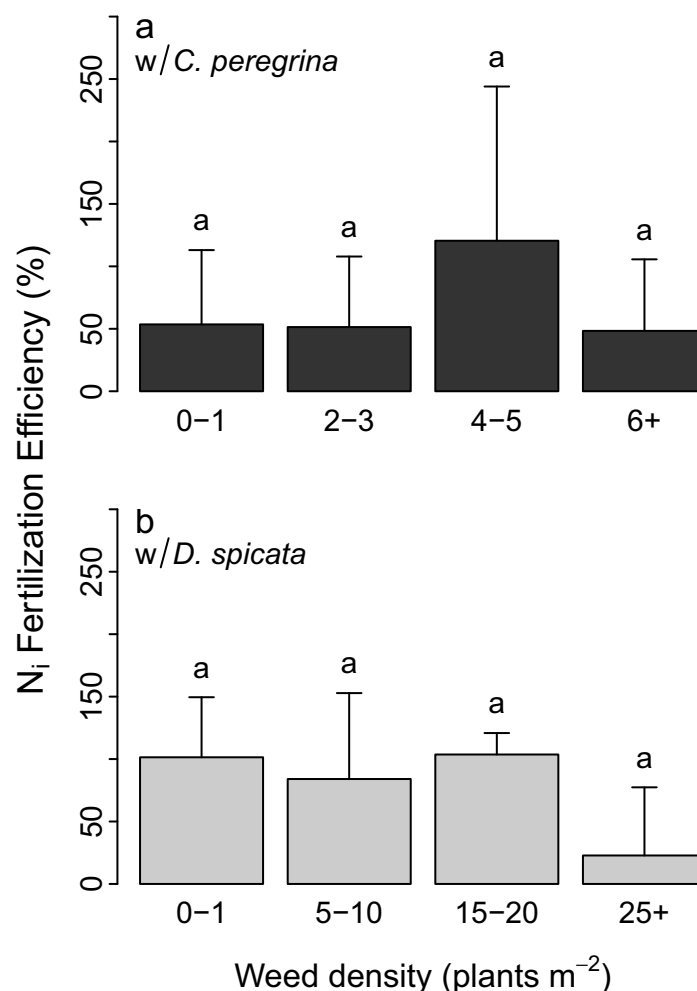 a
w/C. peregrina
a a a a
250
150
50
0
0−1 2−3 4−5 6+
b
w/D. spicata
a a a a
250
150
50
0
0−1 5−10 15−20 25+
Nᵢ Fertilization Efficiency (%)
Weed density (plants m⁻²)